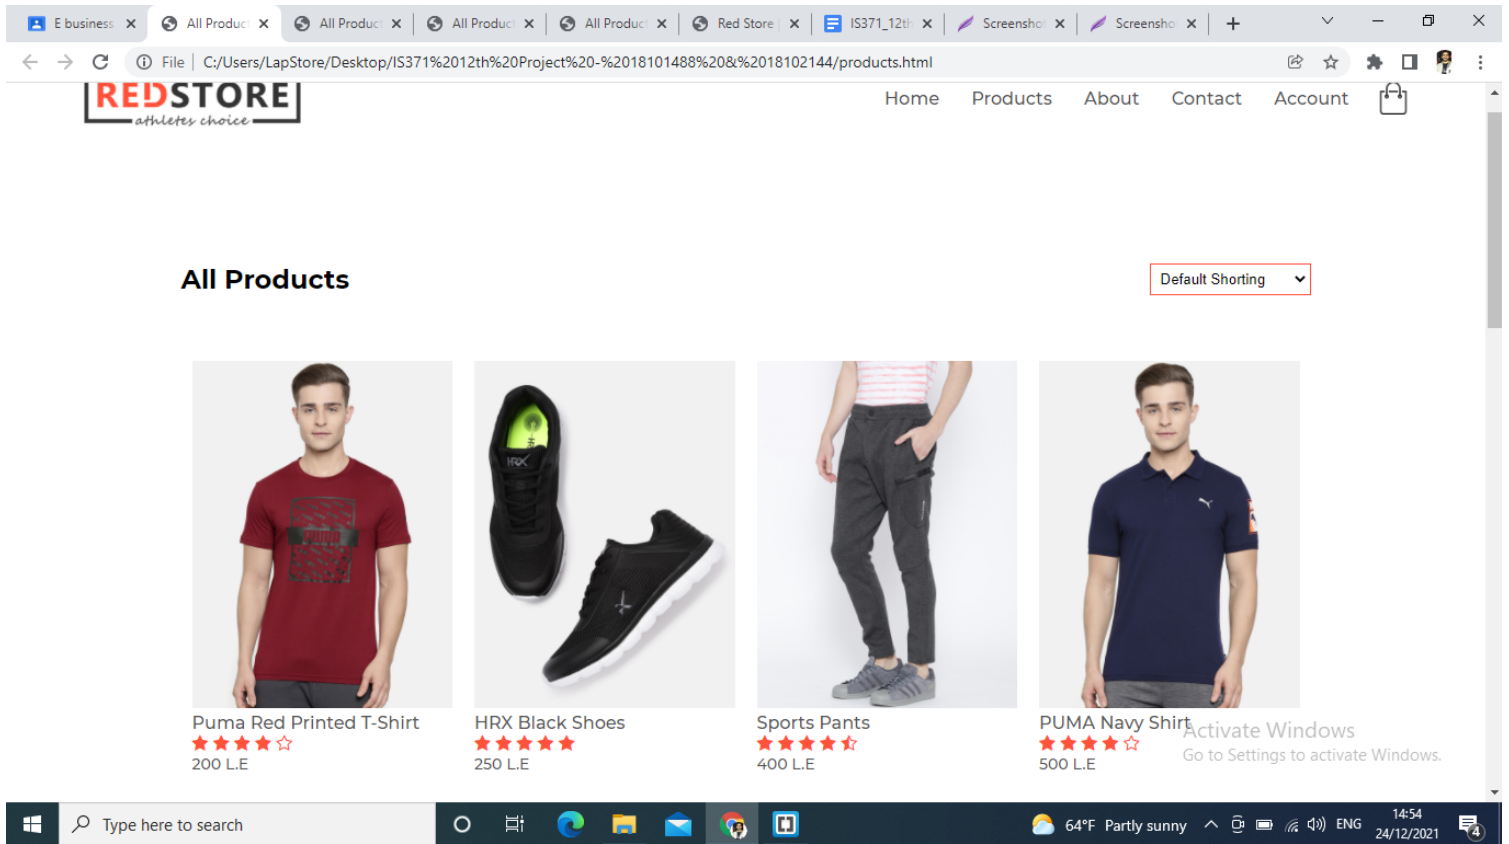 E business
All Produc
All Produc
All Produc
All Produc
Red Store
IS371_12th
Screensho
Screensho
File
C:/Users/LapStore/Desktop/IS371%2012th%20Project%20-%2018101488%20&%2018102144/products.html
REDSTORE
athletes choice
Home
Products
About
Contact
Account
All Products
Default Shorting
HRX
PUMA
Puma Red Printed T-Shirt
HRX Black Shoes
Sports Pants
PUMA Navy Shirt
200 L.E
250 L.E
400 L.E
500 L.E
Activate Windows
Go to Settings to activate Windows.
Type here to search
64°F Partly sunny
ENG
14:54
24/12/2021
4